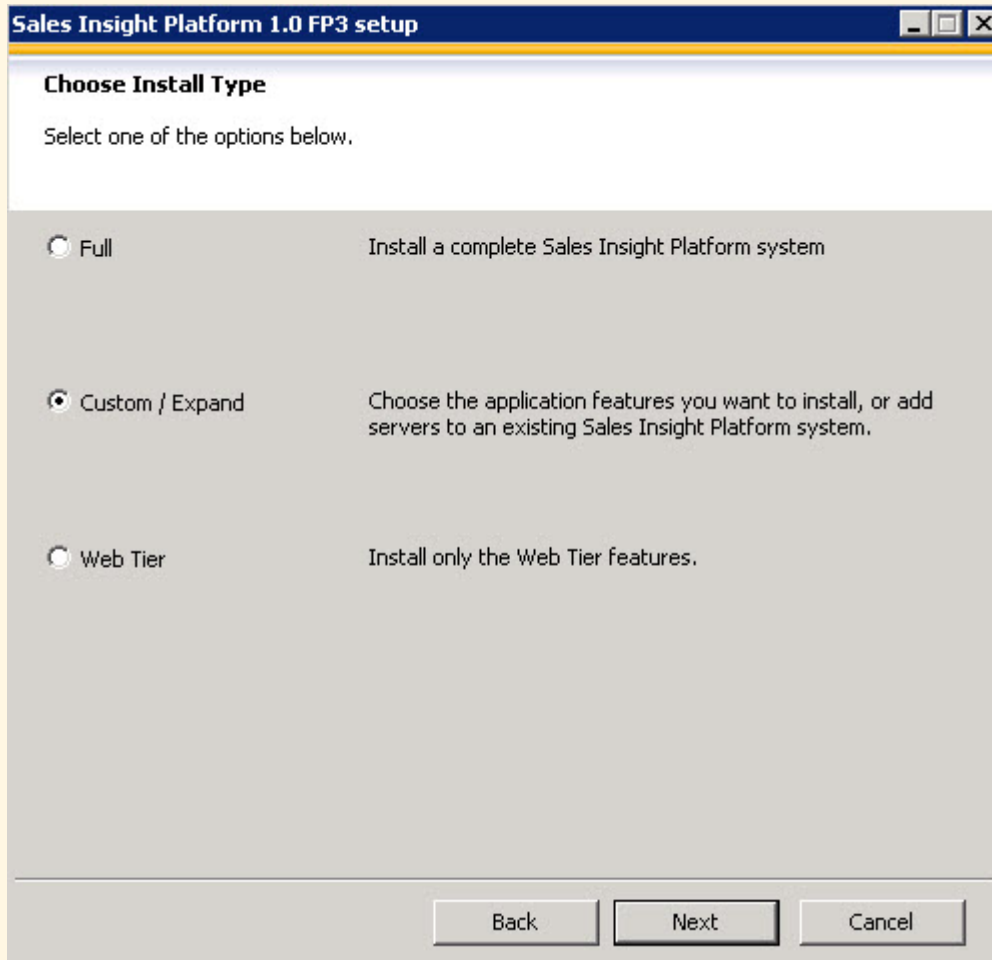 Sales Insight Platform 1.0 FP3 setup
Choose Install Type
Select one of the options below.
Full
Install a complete Sales Insight Platform system
Custom / Expand
Choose the application features you want to install, or add
servers to an existing Sales Insight Platform system.
Web Tier
Install only the Web Tier features.
Back
Next
Cancel